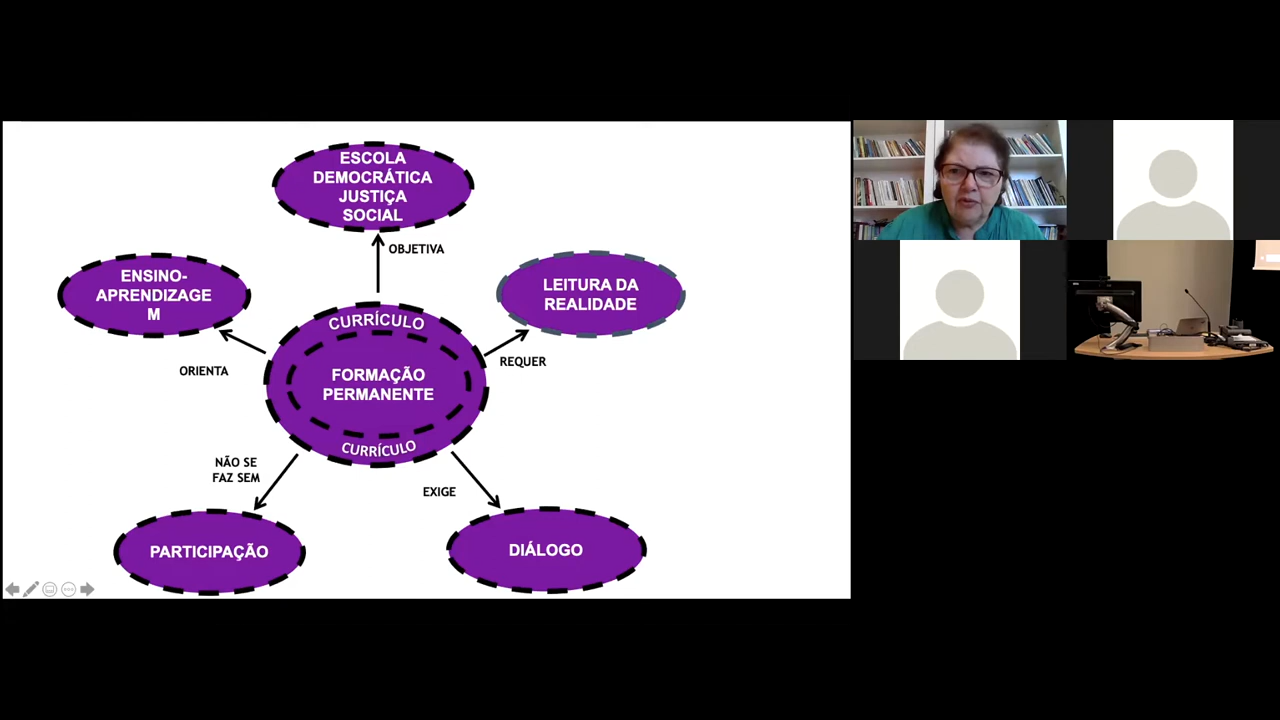 ESCOLA
DEMOCRÁTICA
JUSTIÇA
SOCIAL
OBJETIVA
ENSINO-
APRENDIZAGE
M
LEITURA DA
REALIDADE
CURRÍCULO
ORIENTA
REQUER
FORMAÇÃO
PERMANENTE
CURRÍCULO
NÃO SE
FAZ SEM
EXIGE
PARTICIPAÇÃO
DIÁLOGO